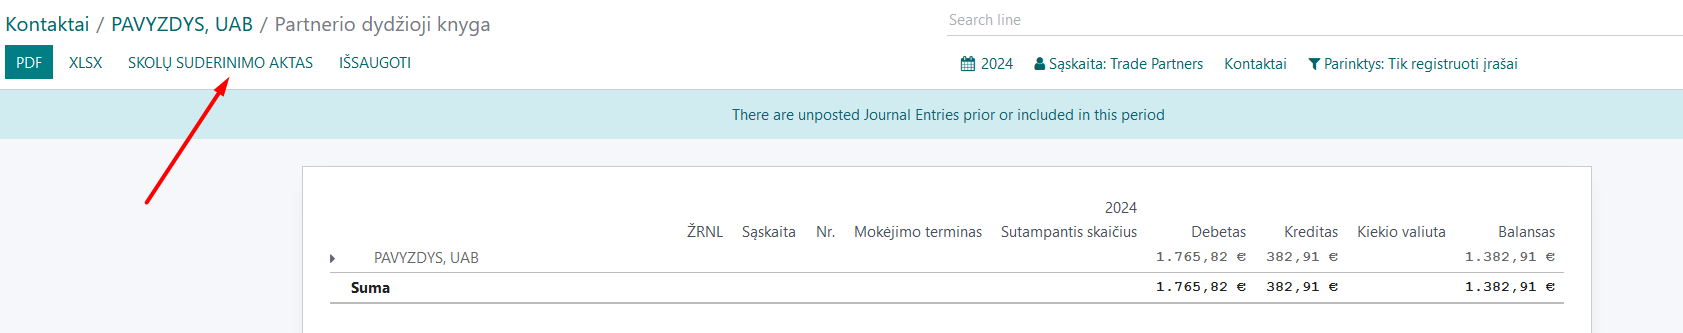 Kontaktai / PAVYZDYS, UAB / Partnerio dydžioji knyga
Search line
PDF XLSX SKOLŲ SUDERINIMO AKTAS IŠSAUGOTI
2024 Sąskaita: Trade Partners Kontaktai Parinktys: Tik registruoti įrašai
There are unposted Journal Entries prior or included in this period
2024
ŽRNL Sąskaita Nr. Mokėjimo terminas Sutampantis skaičius Debetas Kreditas Kiekio valiuta Balansas
PAVYZDYS, UAB 1.765,82 € 382,91 € 1.382,91 €
Suma 1.765,82 € 382,91 € 1.382,91 €